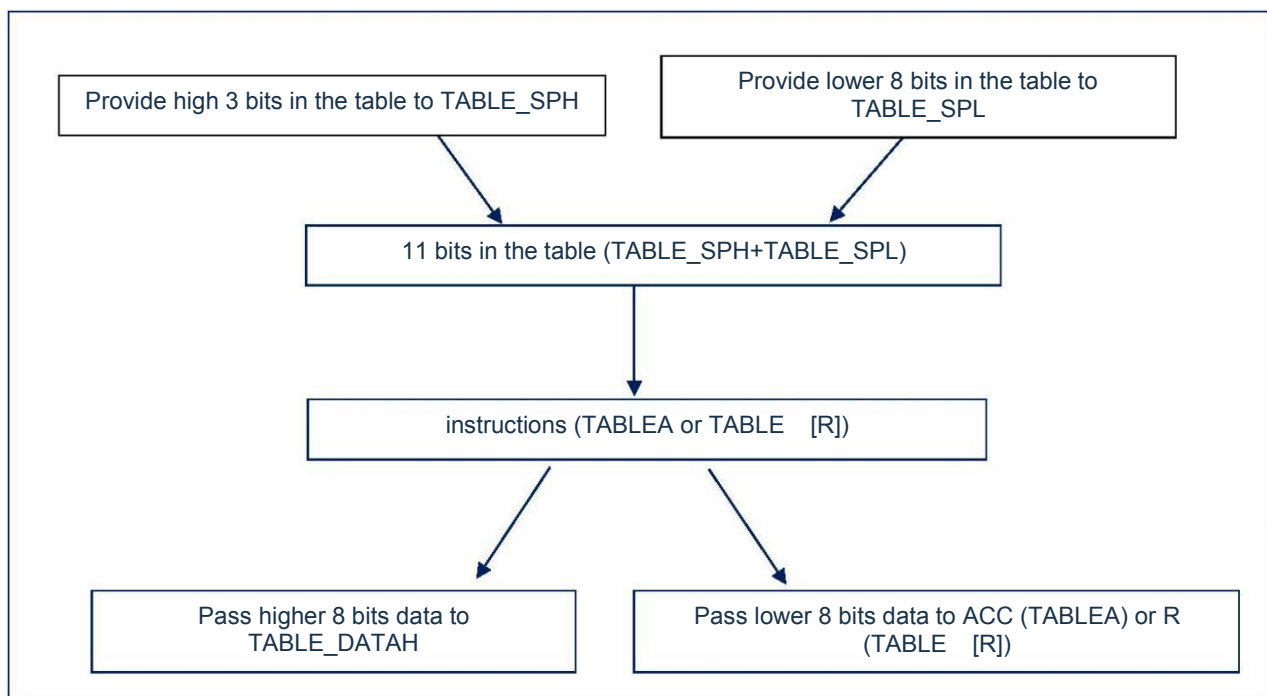 Provide high 3 bits in the table to TABLE_SPH
Provide lower 8 bits in the table to
TABLE_SPL
11 bits in the table (TABLE_SPH+TABLE_SPL)
instructions (TABLEA or TABLE [R])
Pass higher 8 bits data to
TABLE_DATAH
Pass lower 8 bits data to ACC (TABLEA) or R
(TABLE [R])